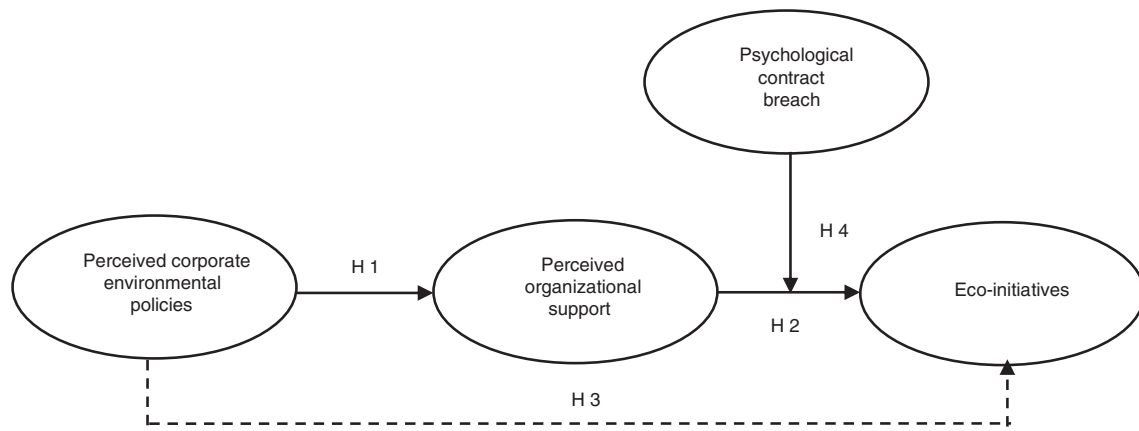 Psychological
contract
breach
H 4
Perceived corporate
environmental
policies
H 1
Perceived
organizational
support
H 2
Eco-initiatives
H 3